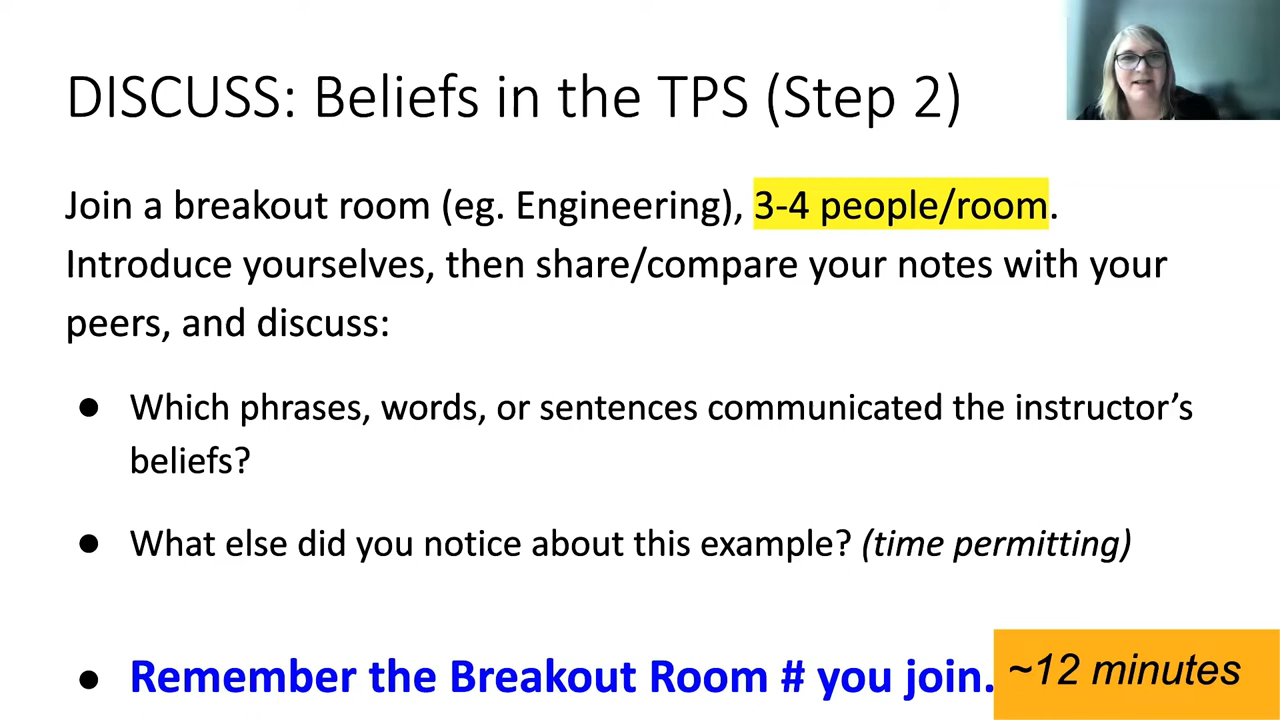 DISCUSS: Beliefs in the TPS (Step 2)
Join a breakout room (eg. Engineering), 3-4 people/room.
Introduce yourselves, then share/compare your notes with your
peers, and discuss:
● Which phrases, words, or sentences communicated the instructor’s
beliefs?
● What else did you notice about this example? (time permitting)
● Remember the Breakout Room # you join.
~12 minutes